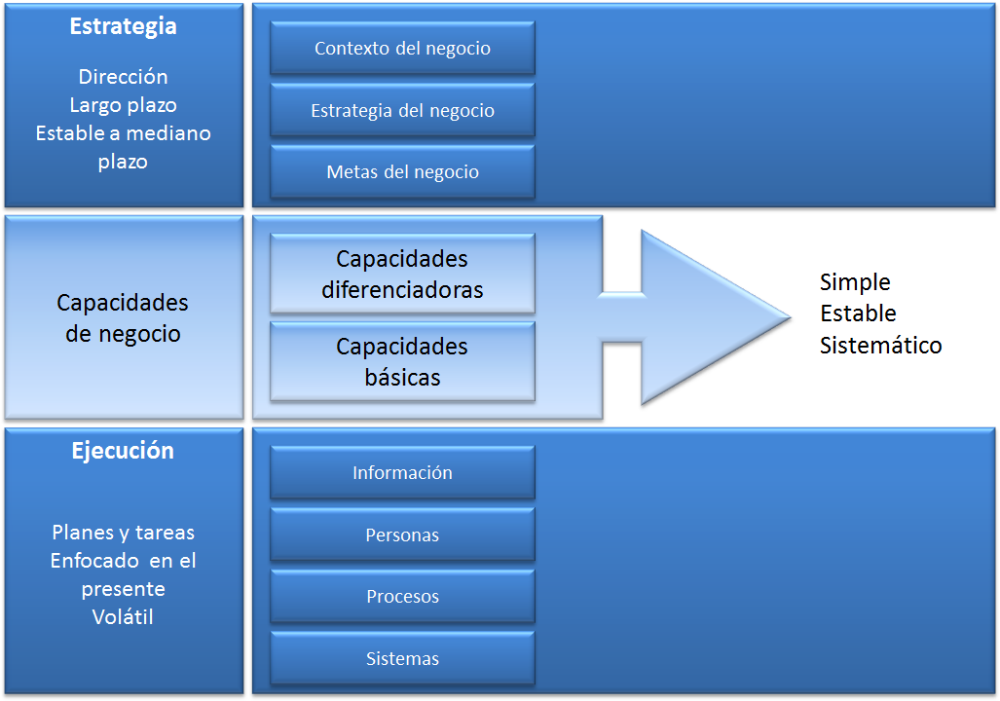 Estrategia
Dirección
Largo plazo
Estable a mediano
plazo
Contexto del negocio
Estrategia del negocio
Metas del negocio
Capacidades
de negocio
Capacidades
diferenciadoras
Capacidades
básicas
Simple
Estable
Sistemático
Ejecución
Planes y tareas
Enfocado en el
presente
Volátil
Información
Personas
Procesos
Sistemas